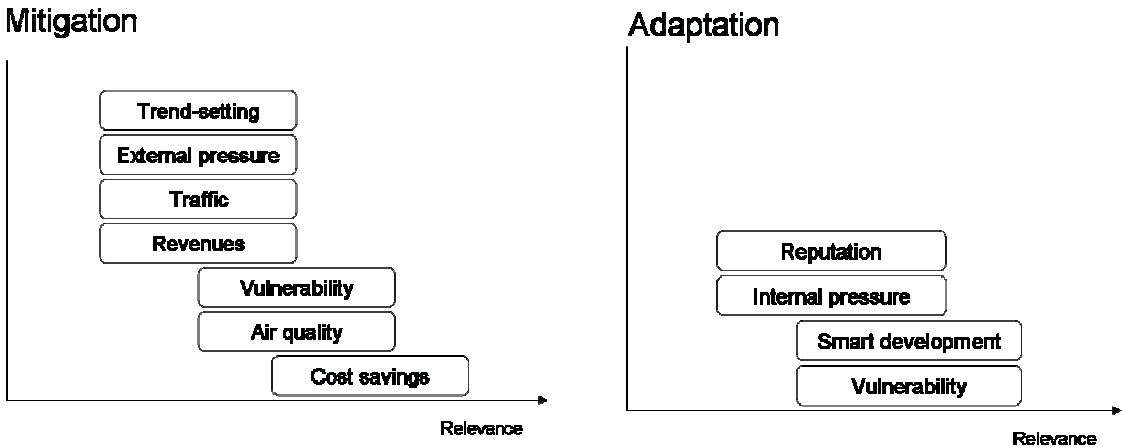 Mitigation
Trend-setting
External pressure
Traffic
Revenues
Vulnerability
Air quality
Cost savings
Relevance
Adaptation
Reputation
Internal pressure
Smart development
Vulnerability
Relevance